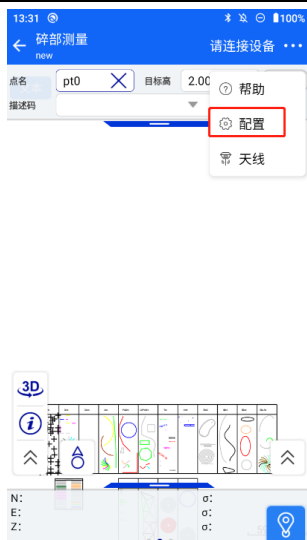 13:31 100%
碎部测量 请连接设备
new
点名 pt0 目标高 2.00
描述码
帮助
配置
天线
3D
N: σ:
E: σ:
Z: σ: